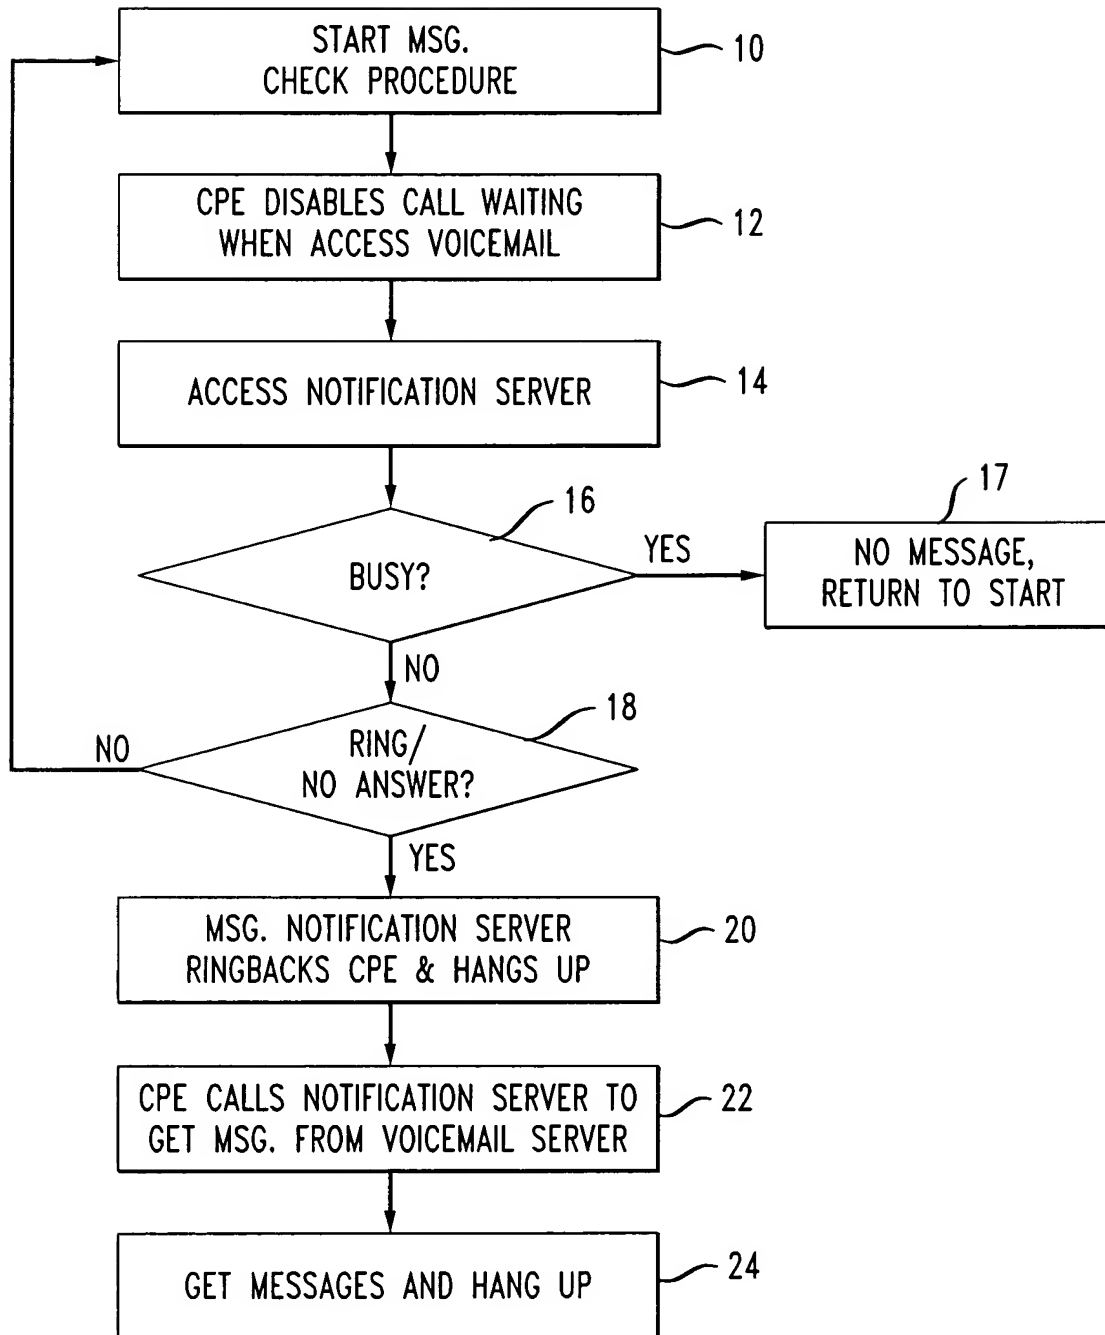 START MSG.
CHECK PROCEDURE
10
CPE DISABLES CALL WAITING
WHEN ACCESS VOICEMAIL
12
ACCESS NOTIFICATION SERVER
14
16
BUSY?
YES
17
NO MESSAGE,
RETURN TO START
NO
18
RING/
NO ANSWER?
NO
YES
MSG. NOTIFICATION SERVER
RINGBACKS CPE & HANGS UP
20
CPE CALLS NOTIFICATION SERVER TO
GET MSG. FROM VOICEMAIL SERVER
22
GET MESSAGES AND HANG UP
24